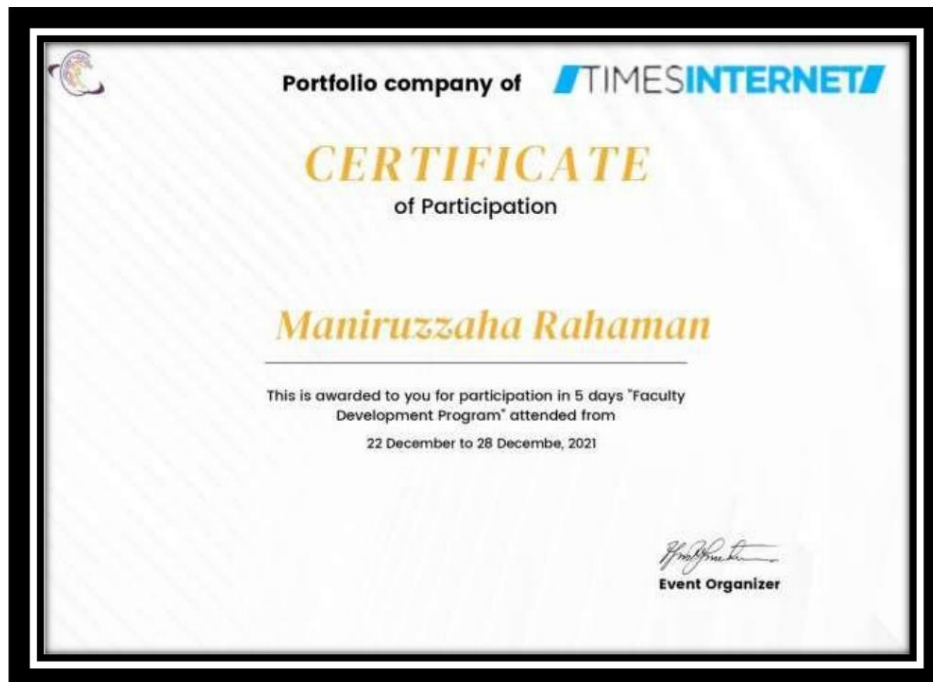 Portfolio company of TIMESINTERNET
CERTIFICATE
of Participation
Maniruzzaha Rahaman
This is awarded to you for participation in 5 days "Faculty
Development Program" attended from
22 December to 28 Decembe, 2021
Event Organizer